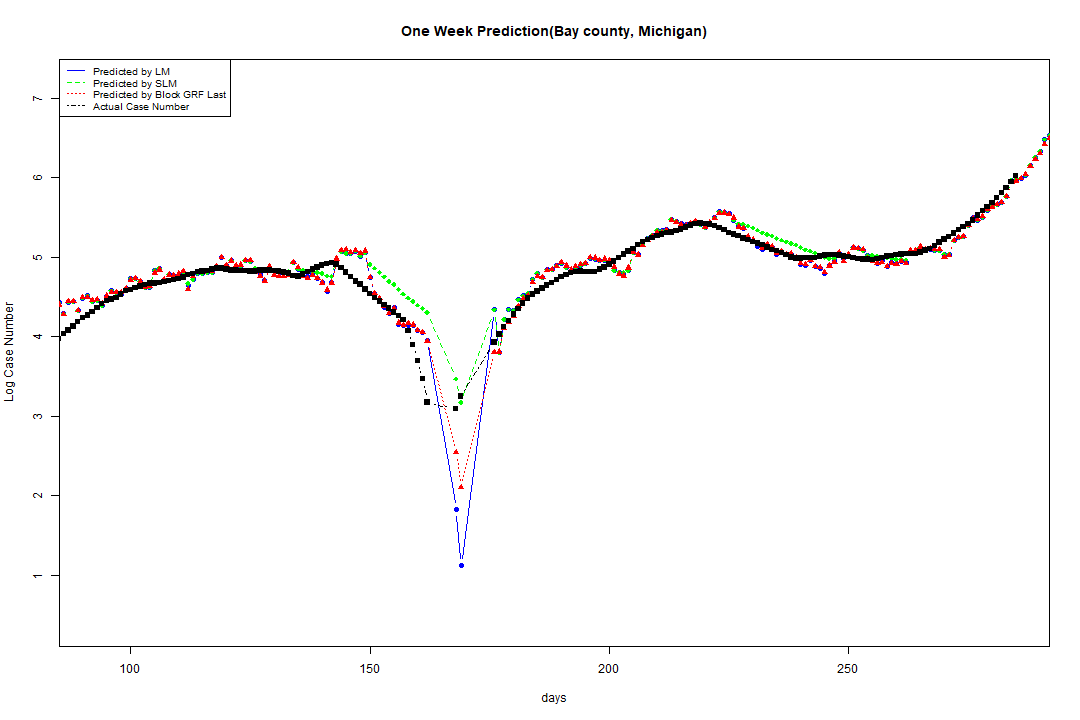 One Week Prediction(Bay county, Michigan)
Predicted by LM
Predicted by SLM
Predicted by Block GRF Last
Actual Case Number
7
6
5
4
3
2
1
Log Case Number
100 150 200 250
days